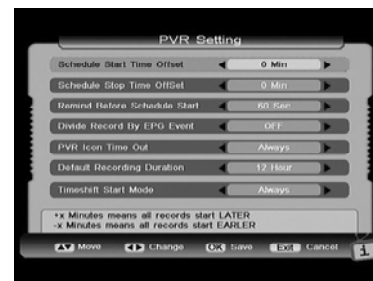 PVR Setting
Schedule Start Time Offset 0 Min
Schedule Stop Time OffSet 0 Min
Remind Before Schedule Start 60 Sec
Divide Record By EPG Event OFF
PVR Icon Time Out Always
Default Recording Duration 12 Hour
Timeshift Start Mode Always
+x Minutes means all records start LATER
-x Minutes means all records start EARLER
Move Change OK Save Exit Cancel